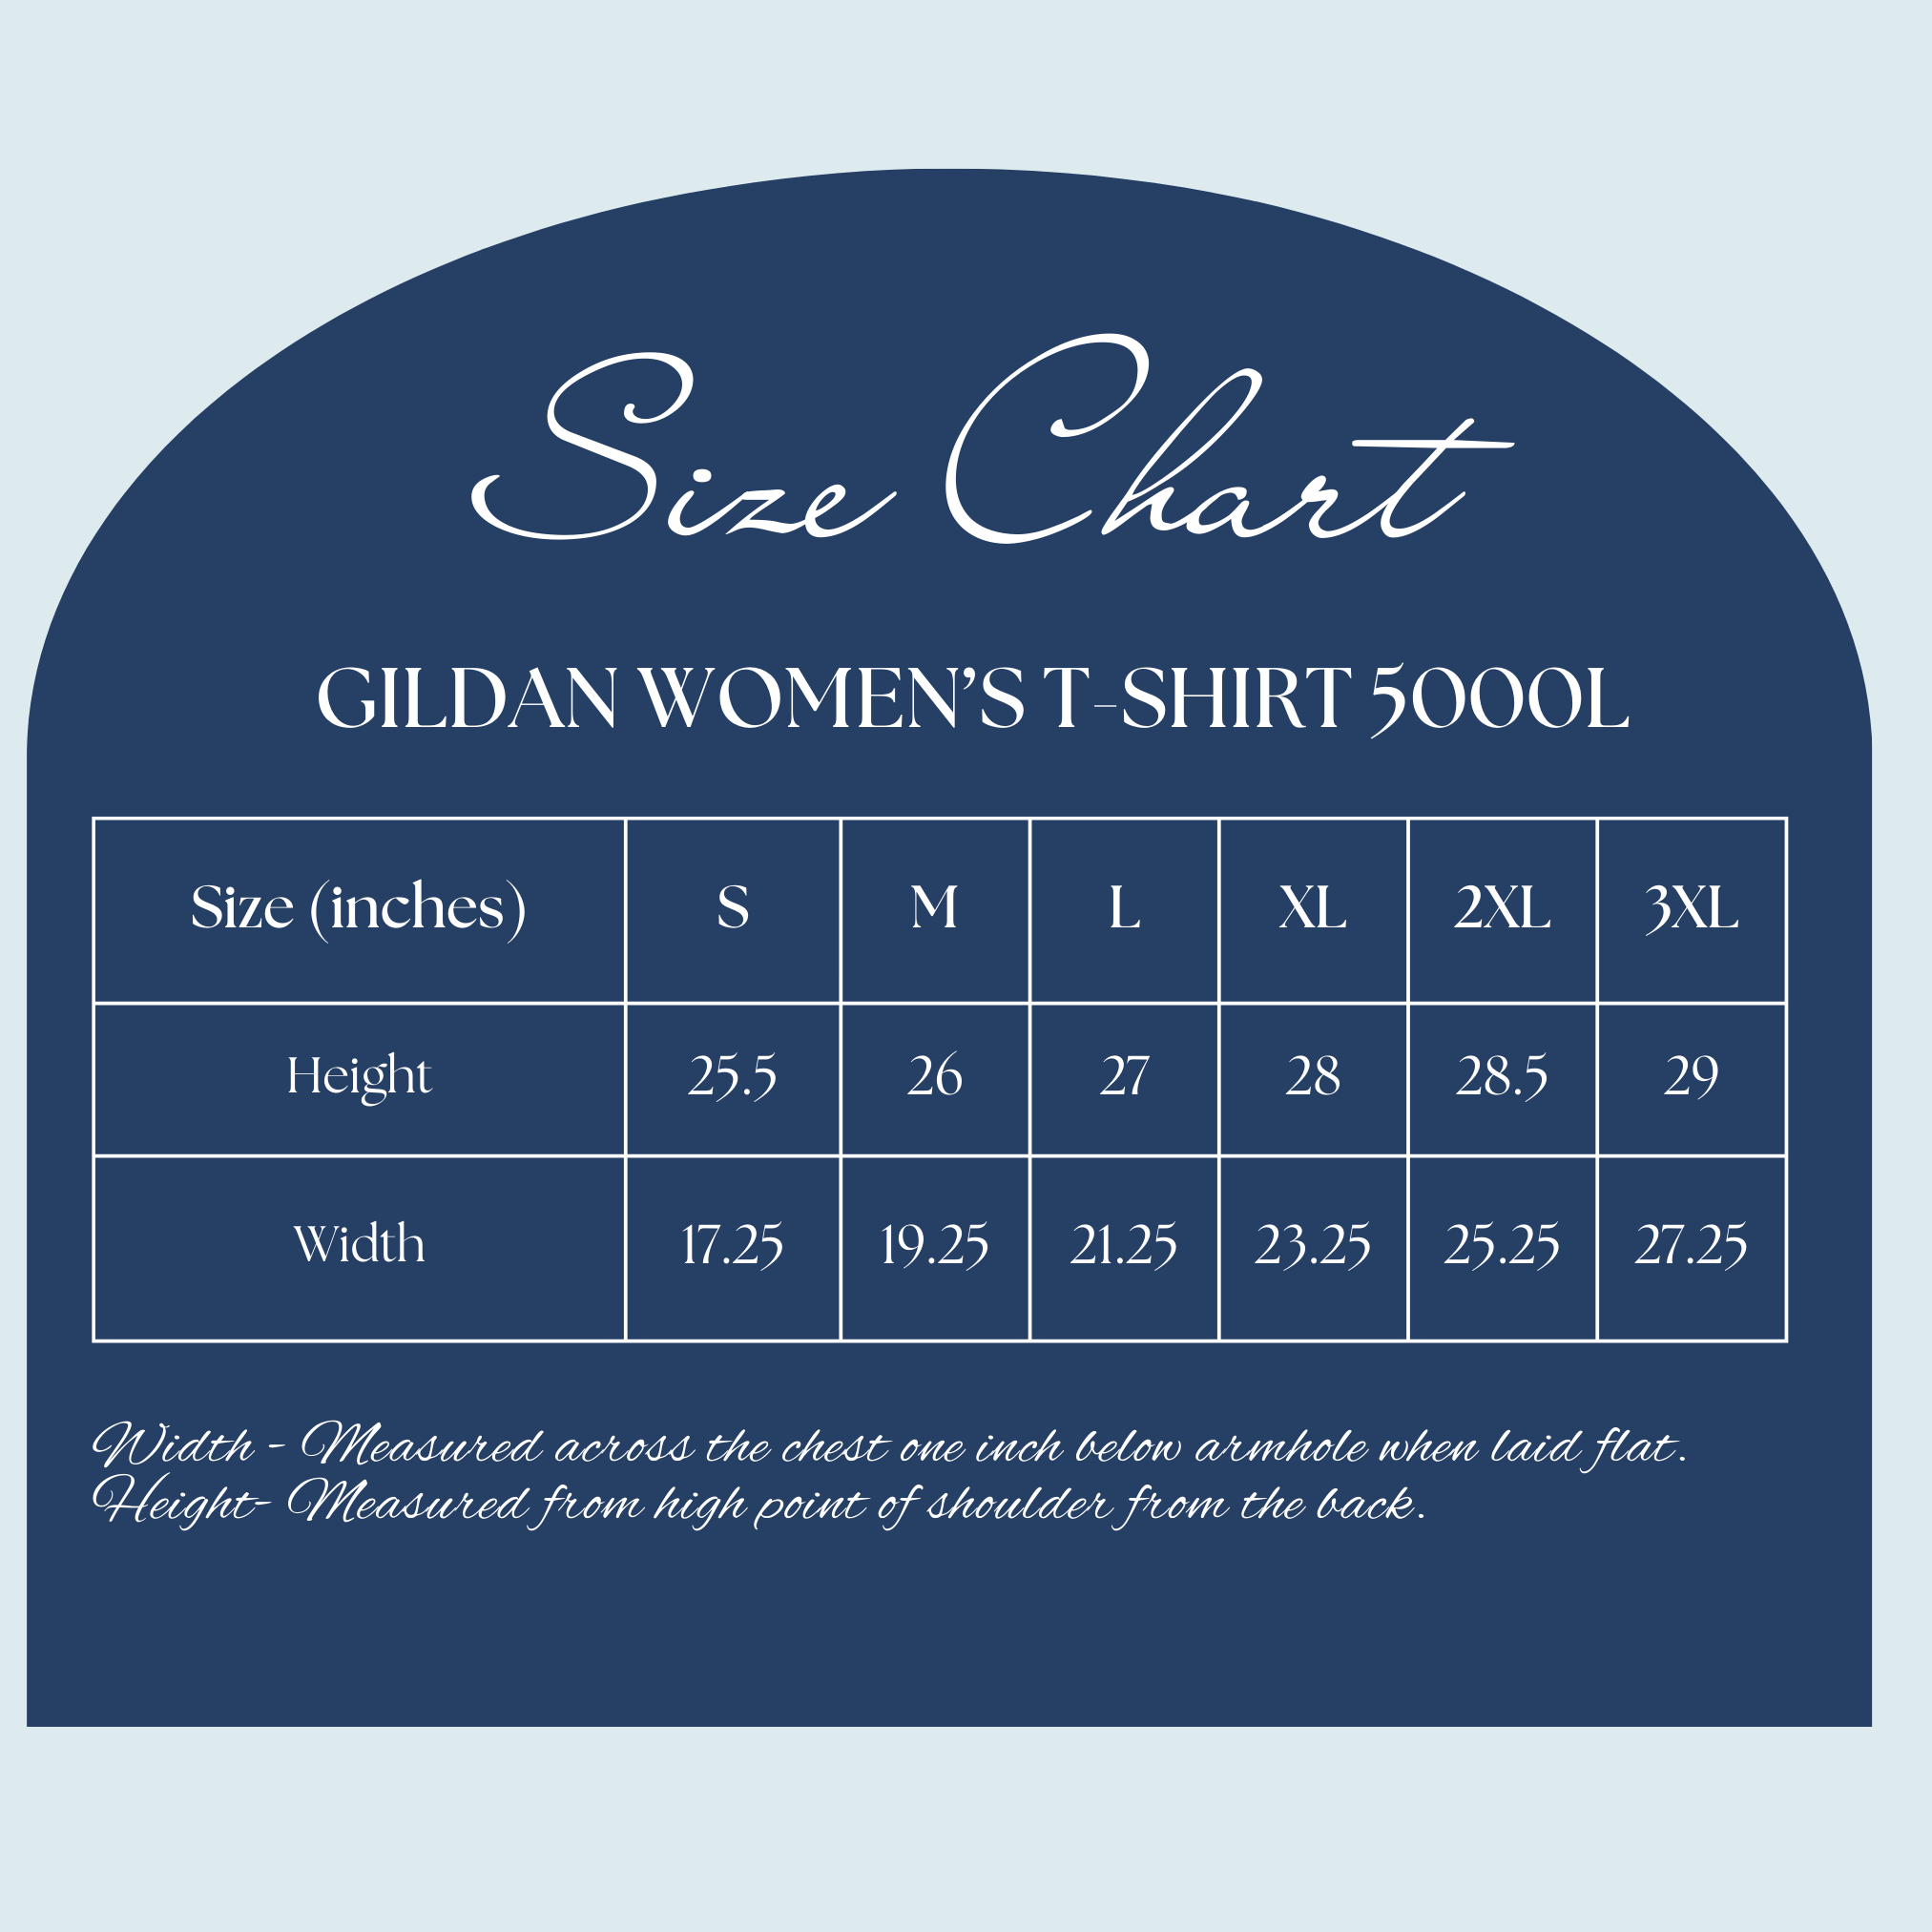 Size Chart
GILDAN WOMEN'S T-SHIRT 5000L
Size (inches) S M L XL 2XL 3XL
Height 25.5 26 27 28 28.5 29
Width 17.25 19.25 21.25 23.25 25.25 27.25
Width - Measured across the chest one inch below armhole when laid flat.
Height- Measured from high point of shoulder from the back.